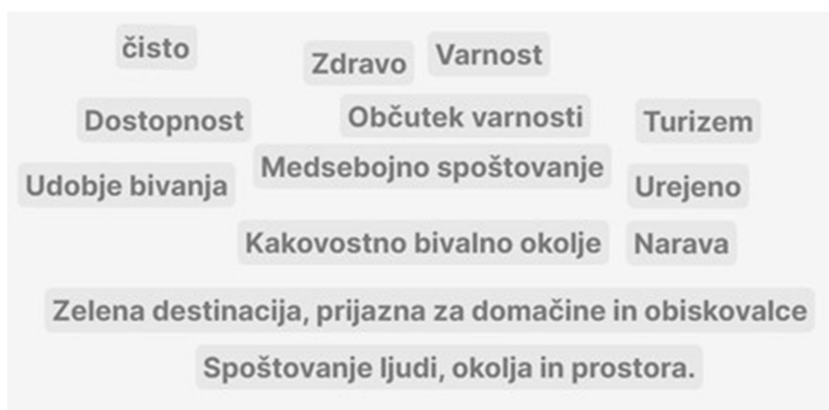 čisto
Zdravo
Varnost
Dostopnost
Občutek varnosti
Turizem
Medsebojno spoštovanje
Udobje bivanja
Urejeno
Kakovostno bivalno okolje
Narava
Zelena destinacija, prijazna za domačine in obiskovalce
Spoštovanje ljudi, okolja in prostora.